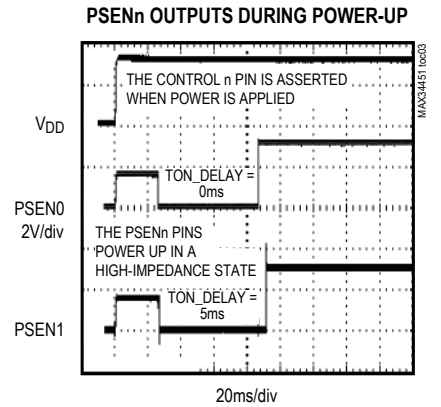 PSENn OUTPUTS DURING POWER-UP
MAX34451 toc03
THE CONTROL n PIN IS ASSERTED
WHEN POWER IS APPLIED
VDD
TON_DELAY =
0ms
PSEN0
2V/div
THE PSENn PINS
POWER UP IN A
HIGH-IMPEDANCE STATE
TON_DELAY =
5ms
PSEN1
20ms/div